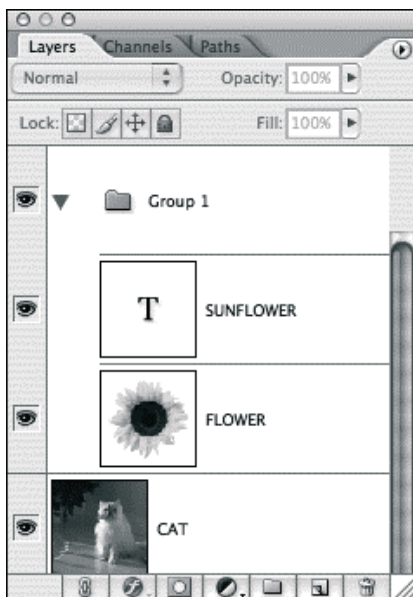 Layers Channels Paths
Normal Opacity: 100%
Lock: Fill: 100%
Group 1
T SUNFLOWER
FLOWER
CAT